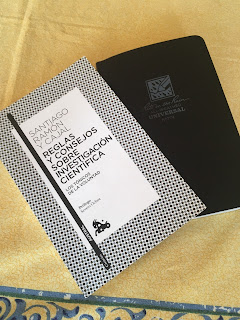 SANTIAGO
RAMÓN
Y CAJAL
REGLAS
Y CONSEJOS
SOBRE
INVESTIGACIÓN
CIENTÍFICA
LOS TÓNICOS
DE LA VOLUNTAD
UNIVERSAL